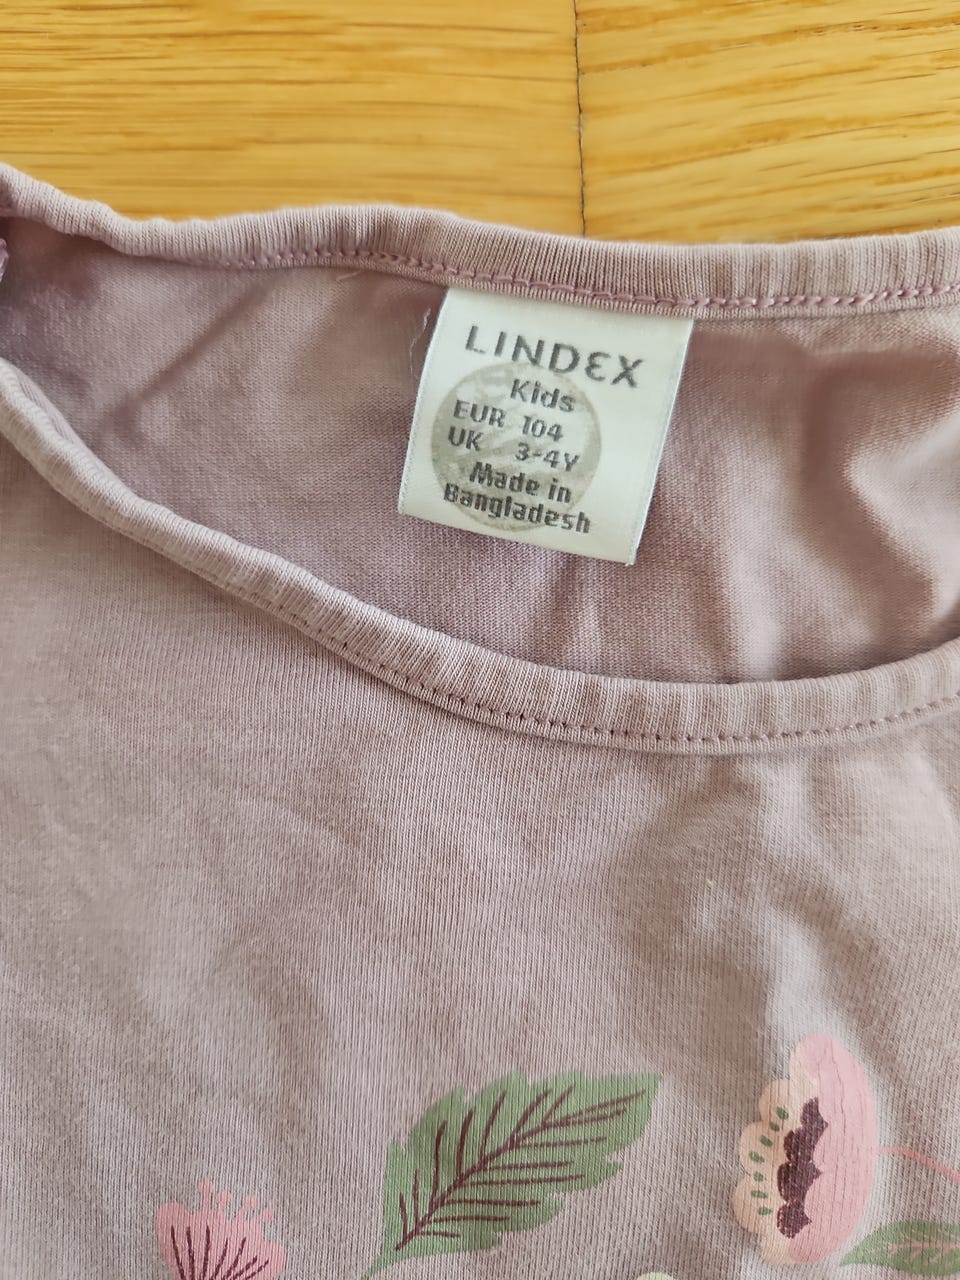 LINDEX
Kids
EUR 104
UK 3-4Y
Made in
Bangladesh